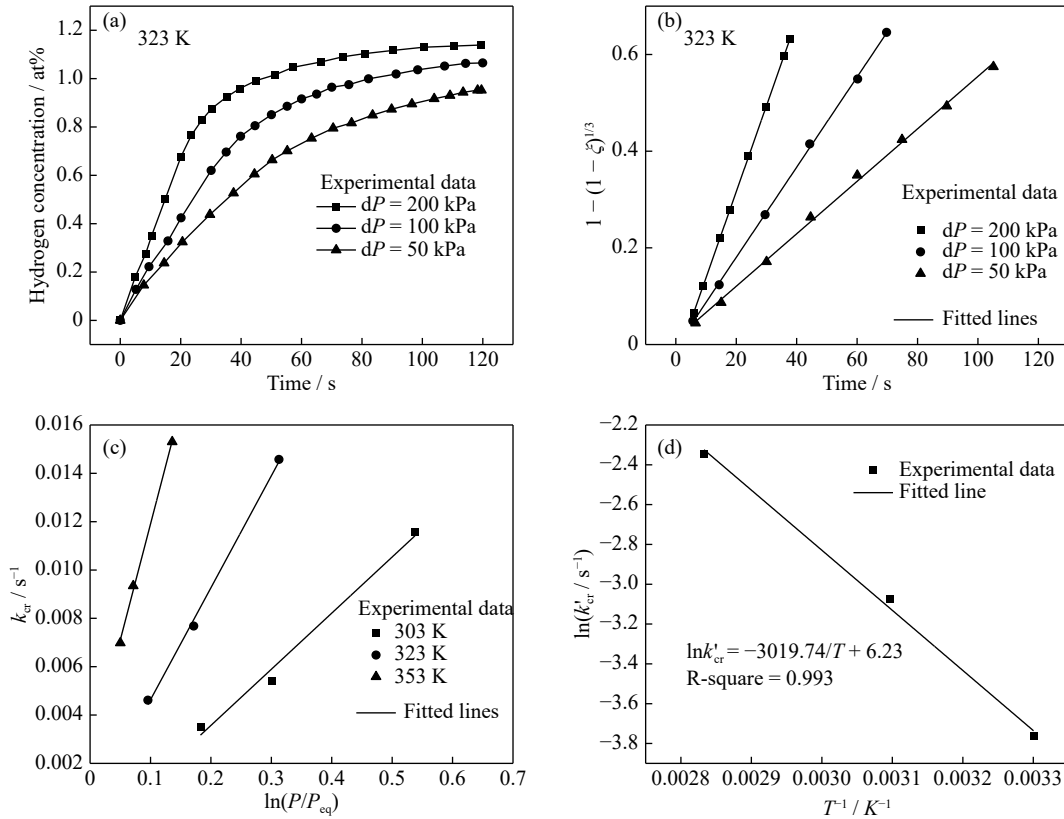 (a)
323 K
1.2
1.0
0.8
0.6
0.4
0.2
0
Hydrogen concentration / at%
Experimental data
dP = 200 kPa
dP = 100 kPa
dP = 50 kPa
0 20 40 60 80 100 120
Time / s
(b)
323 K
0.6
0.4
0.2
0
1 − (1 − ξ)^{1/3}
Experimental data
dP = 200 kPa
dP = 100 kPa
dP = 50 kPa
Fitted lines
0 20 40 60 80 100 120
Time / s
(c)
0.016
0.014
0.012
0.010
0.008
0.006
0.004
0.002
k_{cr} / s^{−1}
Experimental data
303 K
323 K
353 K
Fitted lines
0 0.1 0.2 0.3 0.4 0.5 0.6 0.7
ln(P/P_{eq})
(d)
−2.2
−2.4
−2.6
−2.8
−3.0
−3.2
−3.4
−3.6
−3.8
ln(k'_{cr} / s^{−1})
Experimental data
Fitted line
lnk'_{cr} = −3019.74/T + 6.23
R-square = 0.993
0.0028 0.0029 0.0030 0.0031 0.0032 0.0033
T^{−1} / K^{−1}